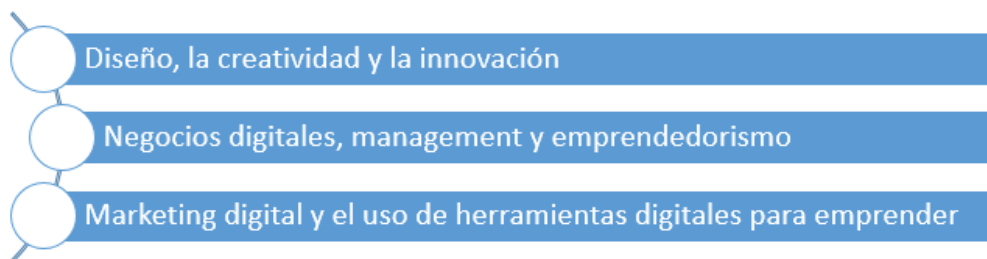 Diseño, la creatividad y la innovación
Negocios digitales, management y emprendedorismo
Marketing digital y el uso de herramientas digitales para emprender